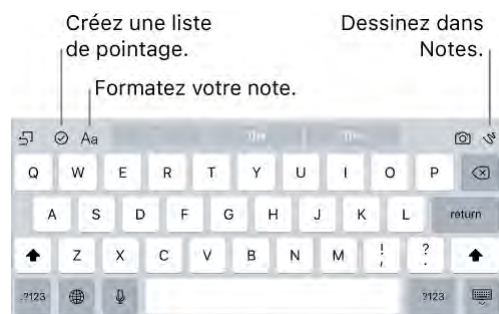 Créez une liste
de pointage.
Dessinez dans
Notes.
Formatez votre note.
Aa
Q W E R T Y U I O P
A S D F G H J K L return
Z X C V B N M ! , ? .
.?123 .?123